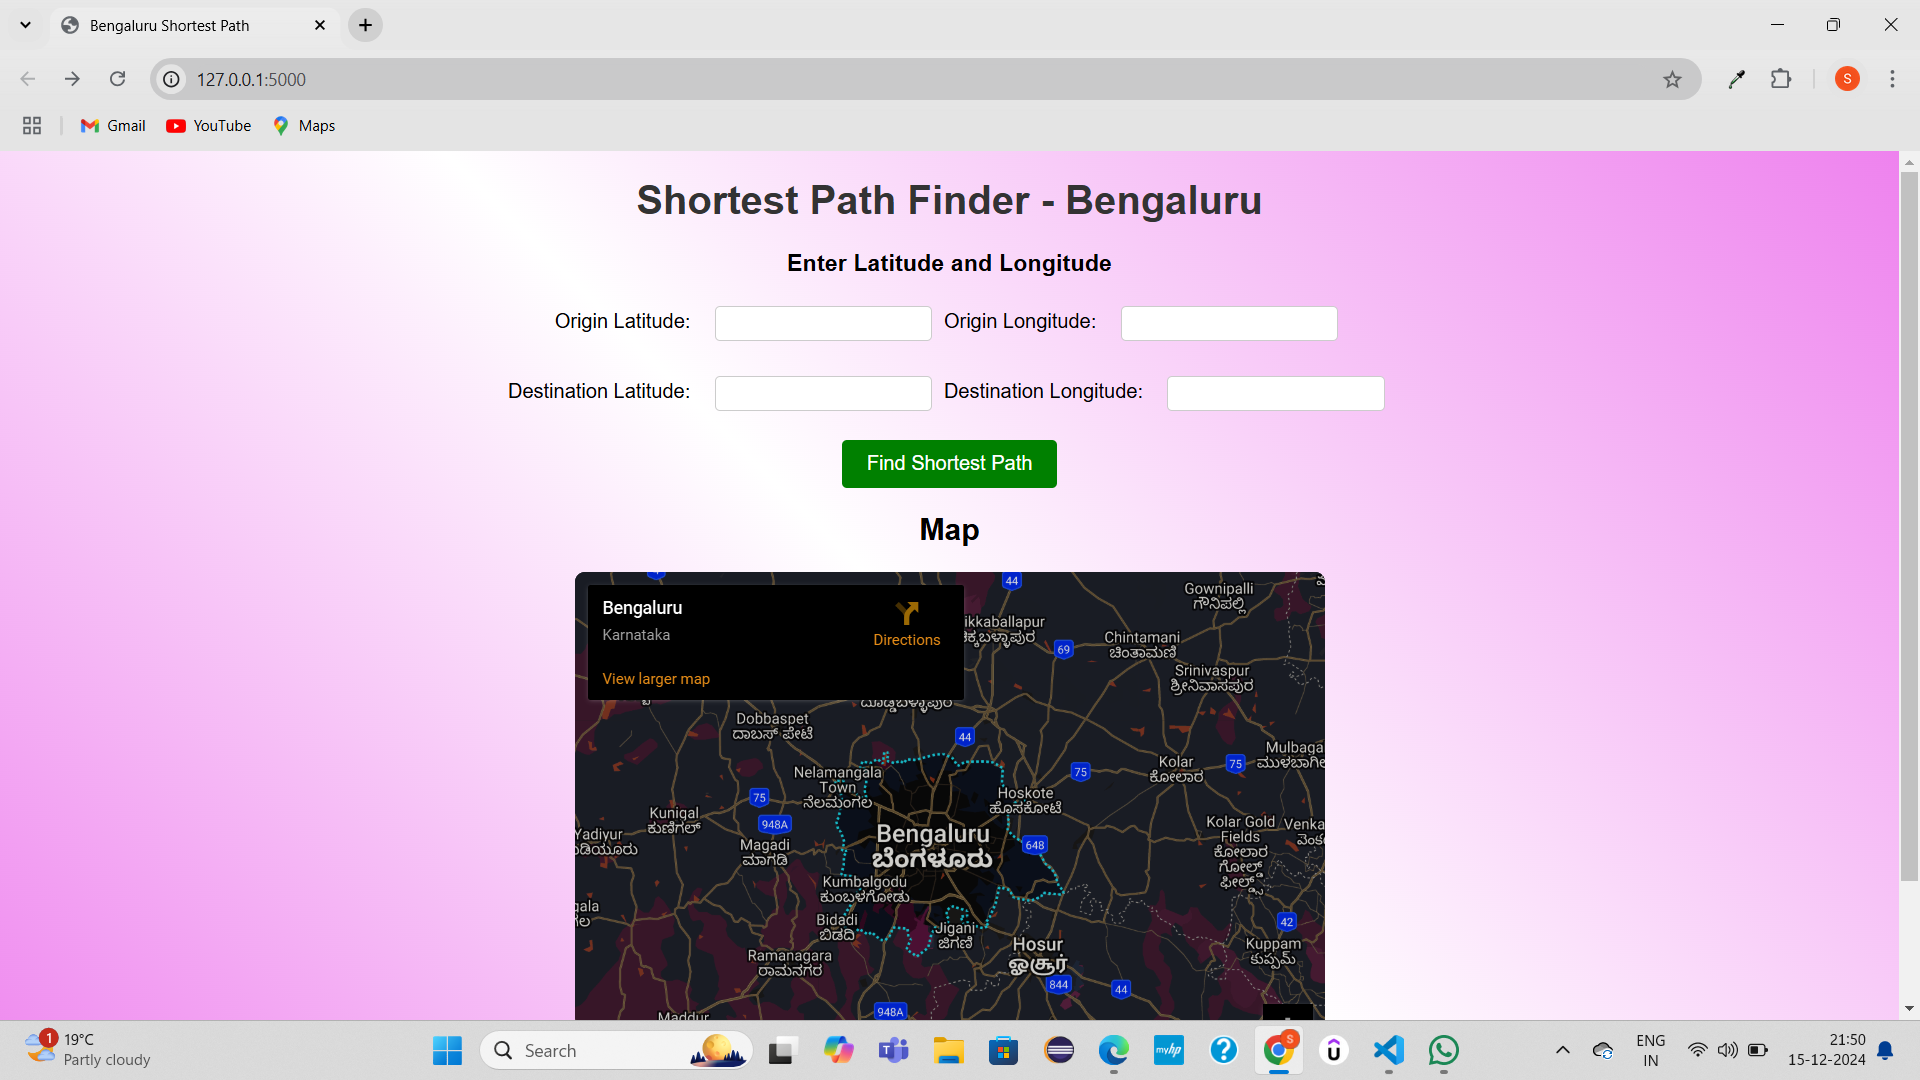 Bengaluru Shortest Path
127.0.0.1:5000
S
Gmail
YouTube
Maps
Shortest Path Finder - Bengaluru
Enter Latitude and Longitude
Origin Latitude:
Origin Longitude:
Destination Latitude:
Destination Longitude:
Find Shortest Path
Map
Bengaluru
Karnataka
Directions
View larger map
44
Gownipalli
ಗೌನಿಪಲ್ಲಿ
ikkaballapur
69
Chintamani
ಚಿಂತಾಮಣಿ
Srinivaspur
ಶ್ರೀನಿವಾಸಪುರ
Dobbaspet
ದಾಬಸ್ ಪೇಟೆ
44
Mulbaga
ಮುಳಬಾಗಿಲ
75
Kolar
ಕೋಲಾರ
75
Nelamangala
Town
ನೆಲಮಂಗಲ
75
Hoskote
ಹೊಸಕೋಟೆ
Kunigal
ಕುಣಿಗಲ್
948A
Kolar Gold
Fields
ಕೋಲಾರ
ಗೋಲ್ಡ್
ಫೀಲ್ಡ್ಸ್
Venka
Yadiyur
ಡಿಯೂರು
Magadi
ಮಾಗಡಿ
Bengaluru
ಬೆಂಗಳೂರು
648
Kumbalgodu
ಕುಂಬಳಗೋಡು
gala
Bidadi
ಬಿಡದಿ
Jigani
ಜಿಗಣಿ
42
Hosur
ஓசூர்
Kuppam
ಕುಪ್ಪಮ್
Ramanagara
ರಾಮನಗರ
844
44
948A
Maddur
1
19°C
Partly cloudy
Search
T
myhp
?
S
u
ENG
IN
21:50
15-12-2024